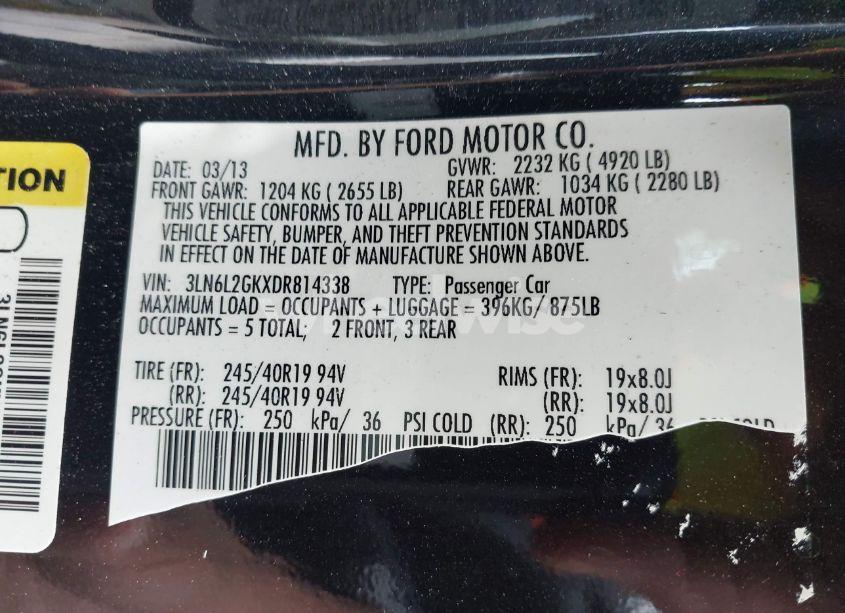 MFD. BY FORD MOTOR CO.
DATE: 03/13 GVWR: 2232 KG ( 4920 LB)
FRONT GAWR: 1204 KG ( 2655 LB) REAR GAWR: 1034 KG ( 2280 LB)
THIS VEHICLE CONFORMS TO ALL APPLICABLE FEDERAL MOTOR
VEHICLE SAFETY, BUMPER, AND THEFT PREVENTION STANDARDS
IN EFFECT ON THE DATE OF MANUFACTURE SHOWN ABOVE.
VIN: 3LN6L2GKXDR814338 TYPE: Passenger Car
MAXIMUM LOAD = OCCUPANTS + LUGGAGE = 396KG/ 875LB
OCCUPANTS = 5 TOTAL; 2 FRONT, 3 REAR
TIRE (FR): 245/40R19 94V RIMS (FR): 19x8.0J
(RR): 245/40R19 94V (RR): 19x8.0J
PRESSURE (FR): 250 kPa/ 36 PSI COLD (RR): 250 kPa/ 36 PSI COLD
TION